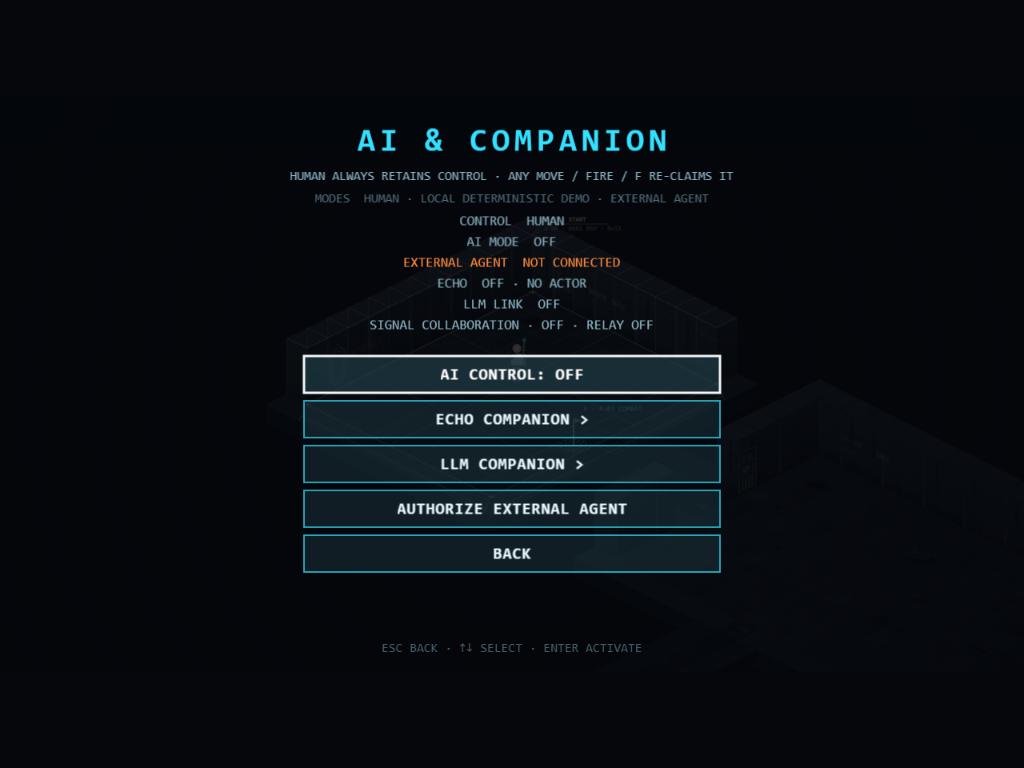 AI & COMPANION
HUMAN ALWAYS RETAINS CONTROL · ANY MOVE / FIRE / F RE-CLAIMS IT
MODES  HUMAN · LOCAL DETERMINISTIC DEMO · EXTERNAL AGENT
CONTROL  HUMAN
START
AI MODE  OFF
EXTERNAL AGENT  NOT CONNECTED
ECHO  OFF · NO ACTOR
LLM LINK  OFF
SIGNAL COLLABORATION · OFF · RELAY OFF
AI CONTROL: OFF
ECHO COMPANION >
LLM COMPANION >
AUTHORIZE EXTERNAL AGENT
BACK
ESC BACK · ↑↓ SELECT · ENTER ACTIVATE